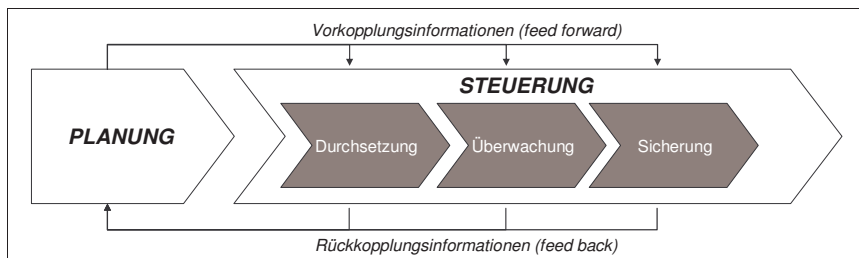 Vorkopplungsinformationen (feed forward)
STEUERUNG
PLANUNG
Durchsetzung
Überwachung
Sicherung
Rückkopplungsinformationen (feed back)